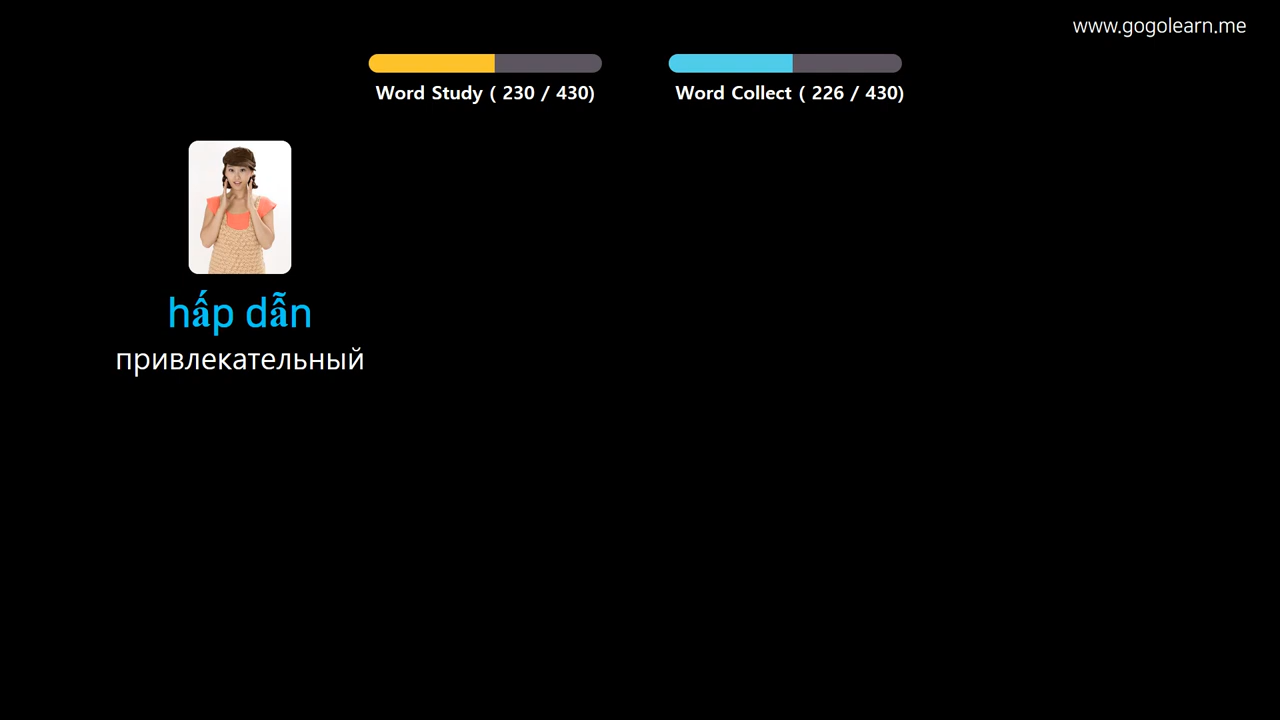 www.gogolearn.me
Word Study ( 230 / 430)
Word Collect ( 226 / 430)
hấp dẫn
привлекательный